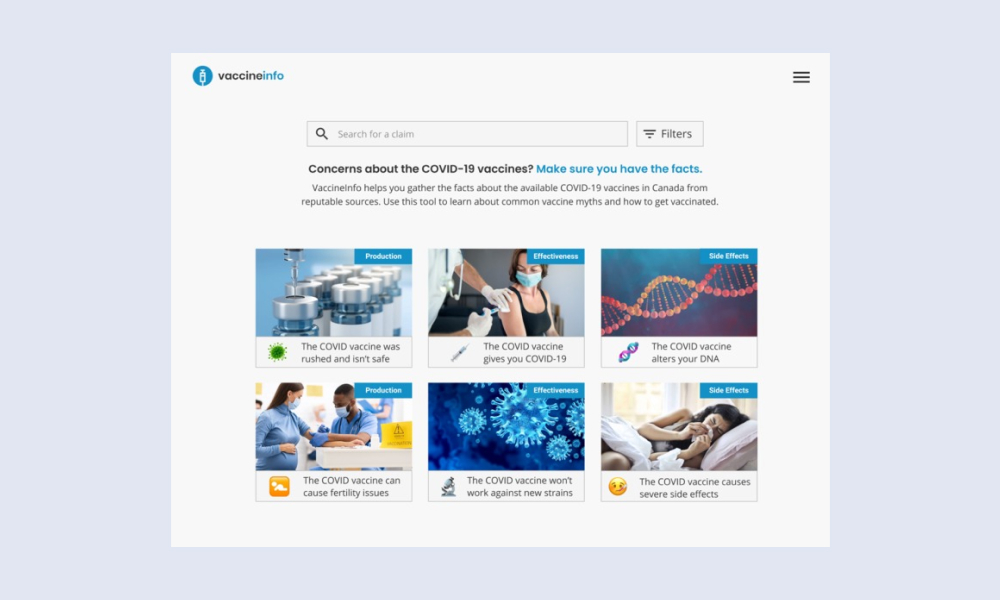 vaccineinfo
Search for a claim
Filters
Concerns about the COVID-19 vaccines? Make sure you have the facts.
VaccineInfo helps you gather the facts about the available COVID-19 vaccines in Canada from
reputable sources. Use this tool to learn about common vaccine myths and how to get vaccinated.
Production
Effectiveness
Side Effects
The COVID vaccine was
rushed and isn't safe
The COVID vaccine
gives you COVID-19
The COVID vaccine
alters your DNA
Production
Effectiveness
Side Effects
The COVID vaccine can
cause fertility issues
The COVID vaccine won't
work against new strains
The COVID vaccine causes
severe side effects